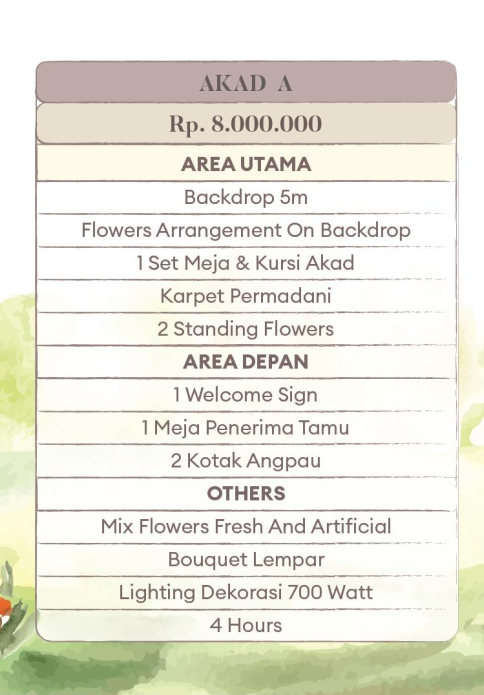 AKAD A
Rp. 8.000.000
AREA UTAMA
Backdrop 5m
Flowers Arrangement On Backdrop
1 Set Meja & Kursi Akad
Karpet Permadani
2 Standing Flowers
AREA DEPAN
1 Welcome Sign
1 Meja Penerima Tamu
2 Kotak Angpau
OTHERS
Mix Flowers Fresh And Artificial
Bouquet Lempar
Lighting Dekorasi 700 Watt
4 Hours